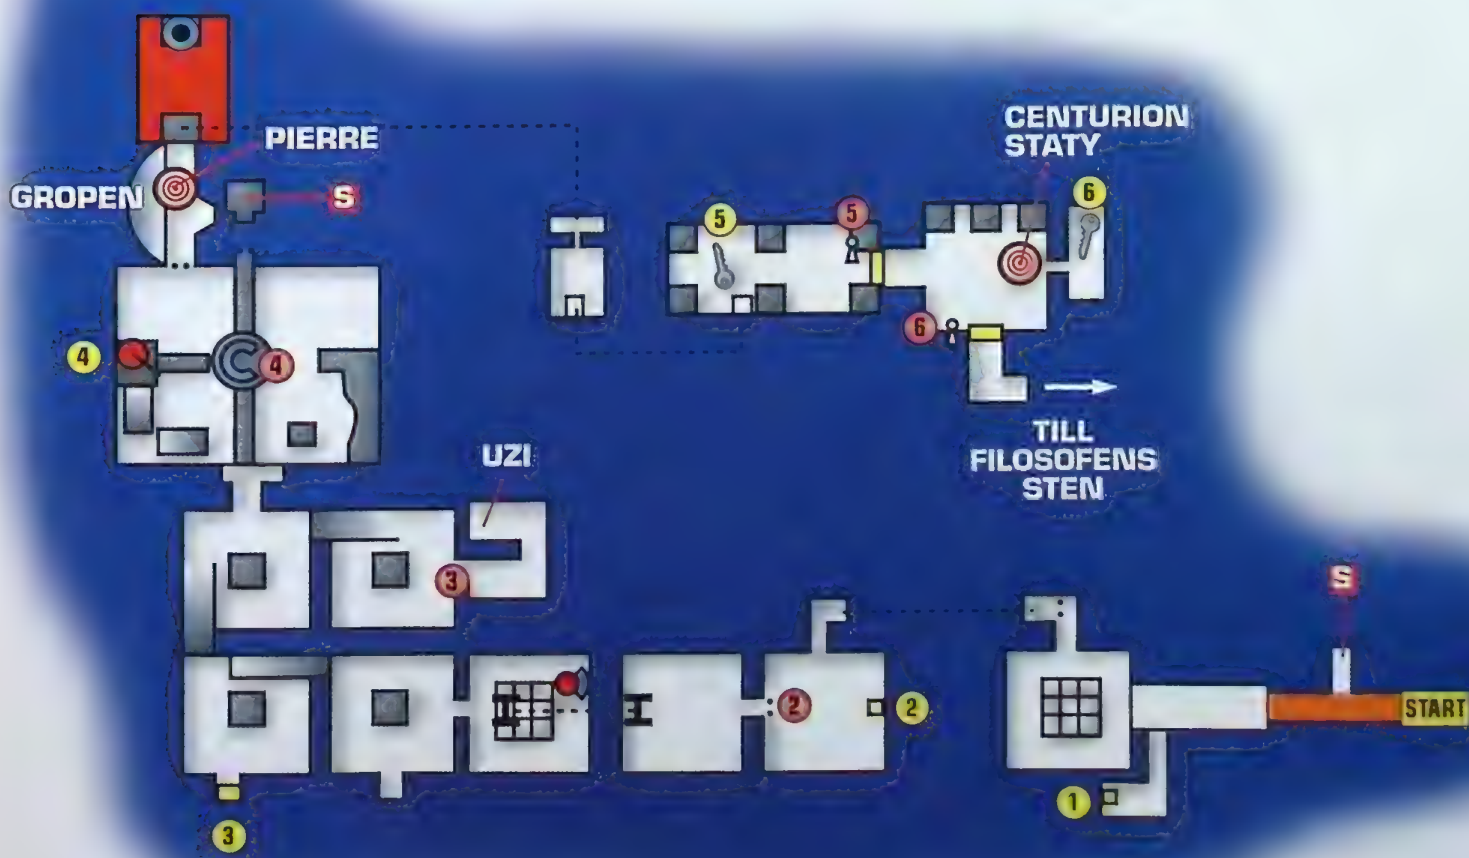 PIERRE
CENTURION
STATY
GROPEN
S
6
5
5
6
4
4
TILL
FILOSOFENS
STEN
UZI
3
S
2
2
START
1
3